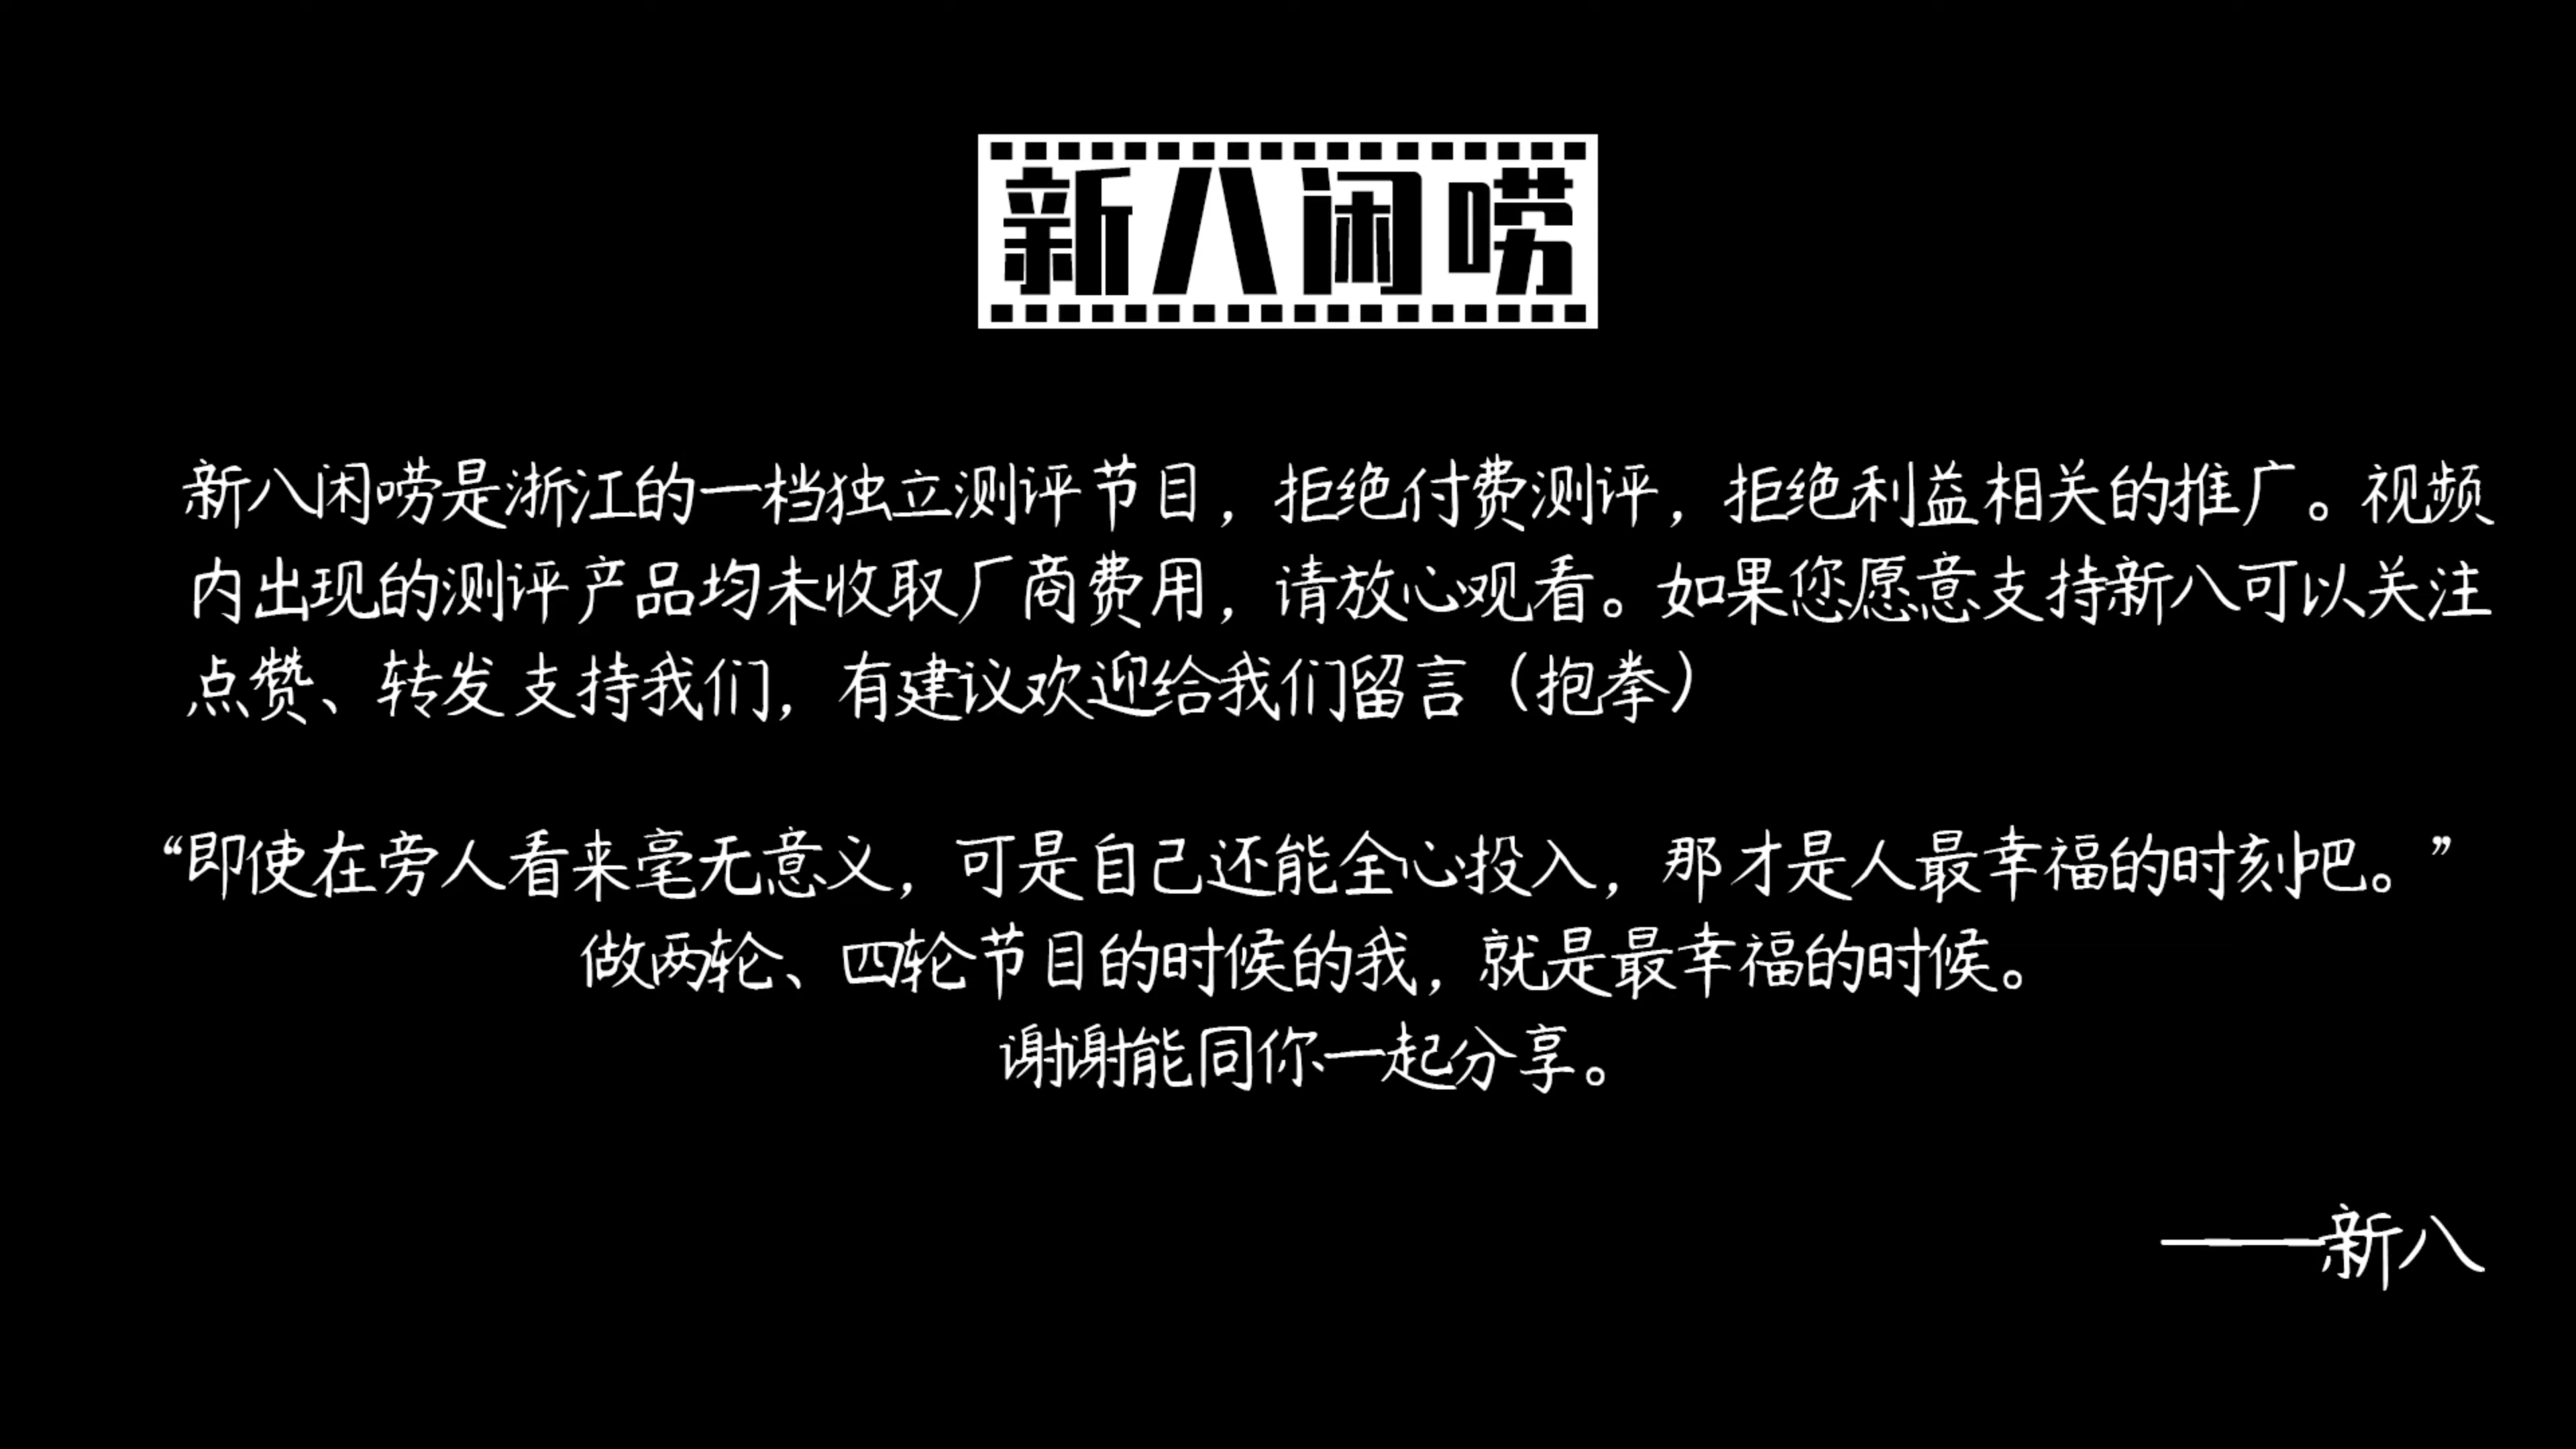 新八闲唠
新八闲唠是浙江的一档独立测评节目，拒绝付费测评，拒绝利益相关的推广。视频
内出现的测评产品均未收取厂商费用，请放心观看。如果您愿意支持新八可以关注
点赞、转发支持我们，有建议欢迎给我们留言（抱拳）
“即使在旁人看来毫无意义，可是自己还能全心投入，那才是人最幸福的时刻吧。”
做两轮、四轮节目的时候的我，就是最幸福的时候。
谢谢能同你一起分享。
——新八